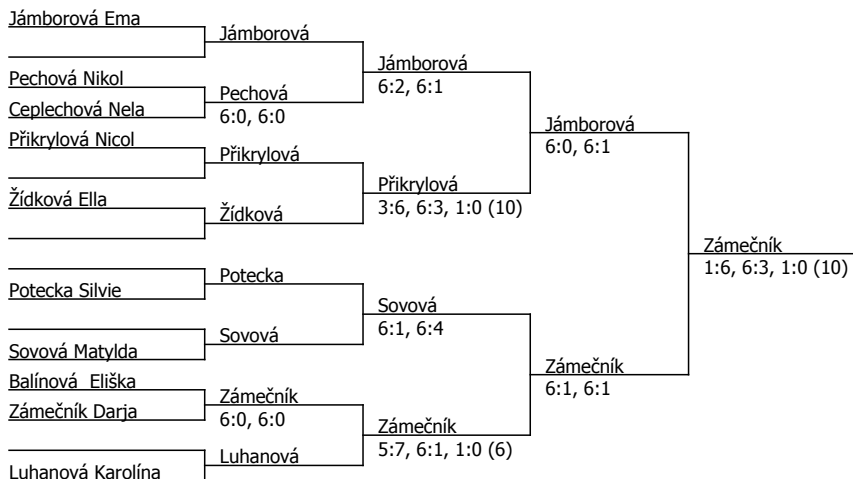 Jámborová Ema
Jámborová
Jámborová
6:2, 6:1
Pechová Nikol
Pechová
6:0, 6:0
Ceplechová Nela
Jámborová
6:0, 6:1
Přikrylová Nicol
Přikrylová
Přikrylová
3:6, 6:3, 1:0 (10)
Žídková Ella
Žídková
Zámečník
1:6, 6:3, 1:0 (10)
Potecka
Potecka Silvie
Sovová
6:1, 6:4
Sovová
Sovová Matylda
Zámečník
6:1, 6:1
Balínová  Eliška
Zámečník
6:0, 6:0
Zámečník Darja
Zámečník
5:7, 6:1, 1:0 (6)
Luhanová
Luhanová Karolína